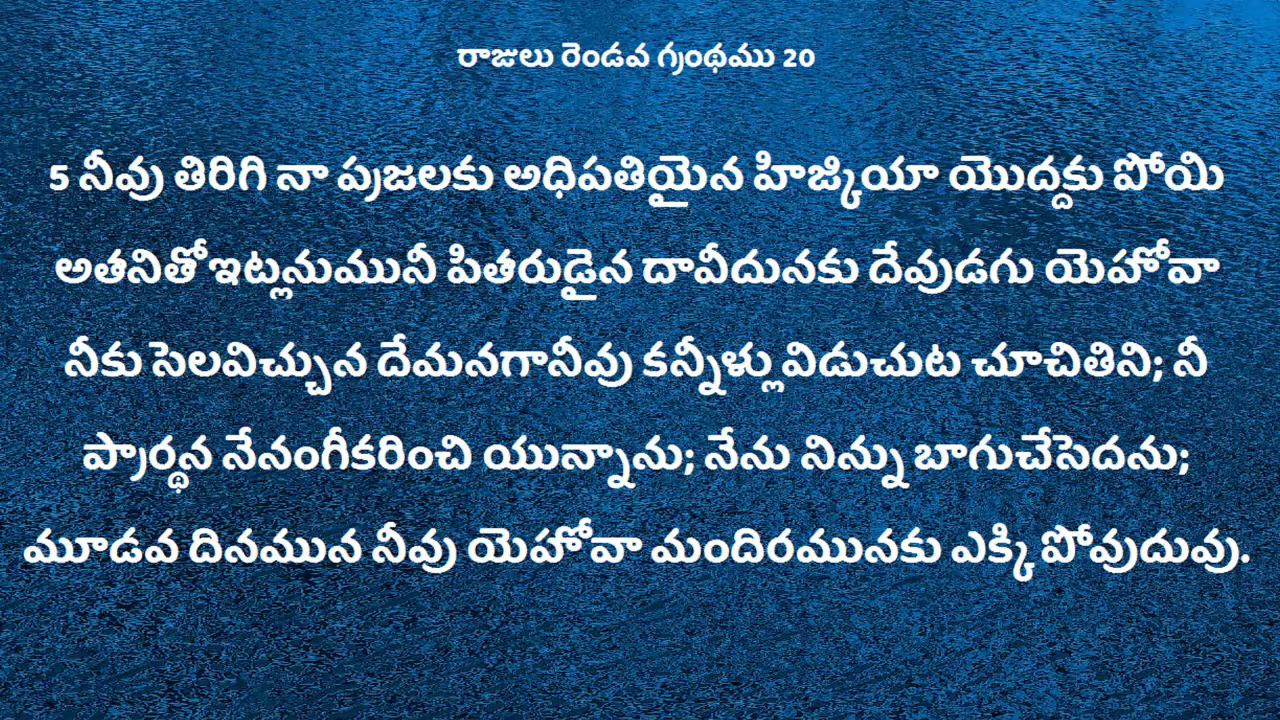 రాజులు రెండవ గ్రంథము 20
5 నీవు తిరిగి నా ప్రజలకు అధిపతియైన హిజ్కియా యొద్దకు పోయి
అతనితో ఇట్లనుమునీ పితరుడైన దావీదునకు దేవుడగు యెహోవా
నీకు సెలవిచ్చున దేమనగానీవు కన్నీళ్లు విడుచుట చూచితిని; నీ
ప్రార్థన నేనంగీకరించి యున్నాను; నేను నిన్ను బాగుచేసెదను;
మూడవ దినమున నీవు యెహోవా మందిరమునకు ఎక్కి పోవుదువు.